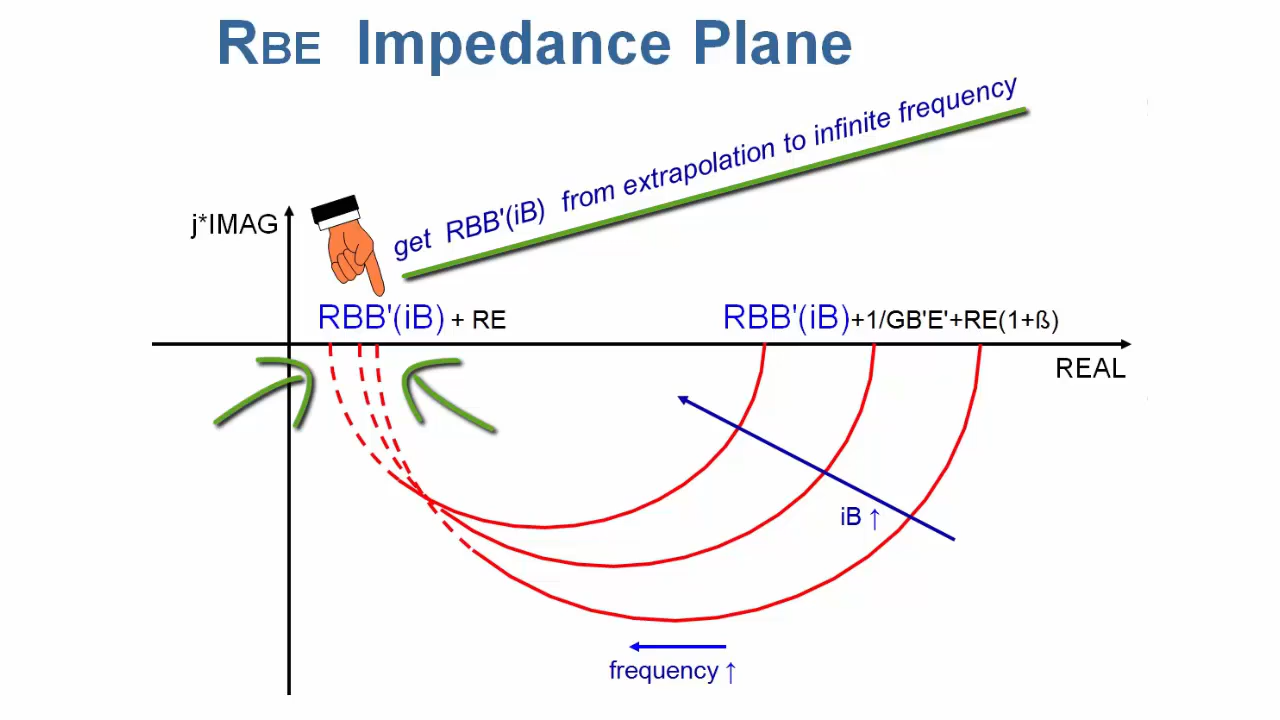 RBE Impedance Plane
get RBB'(iB) from extrapolation to infinite frequency
j*IMAG
RBB'(iB) + RE
RBB'(iB)+1/GB'E'+RE(1+ß)
REAL
iB ↑
frequency ↑